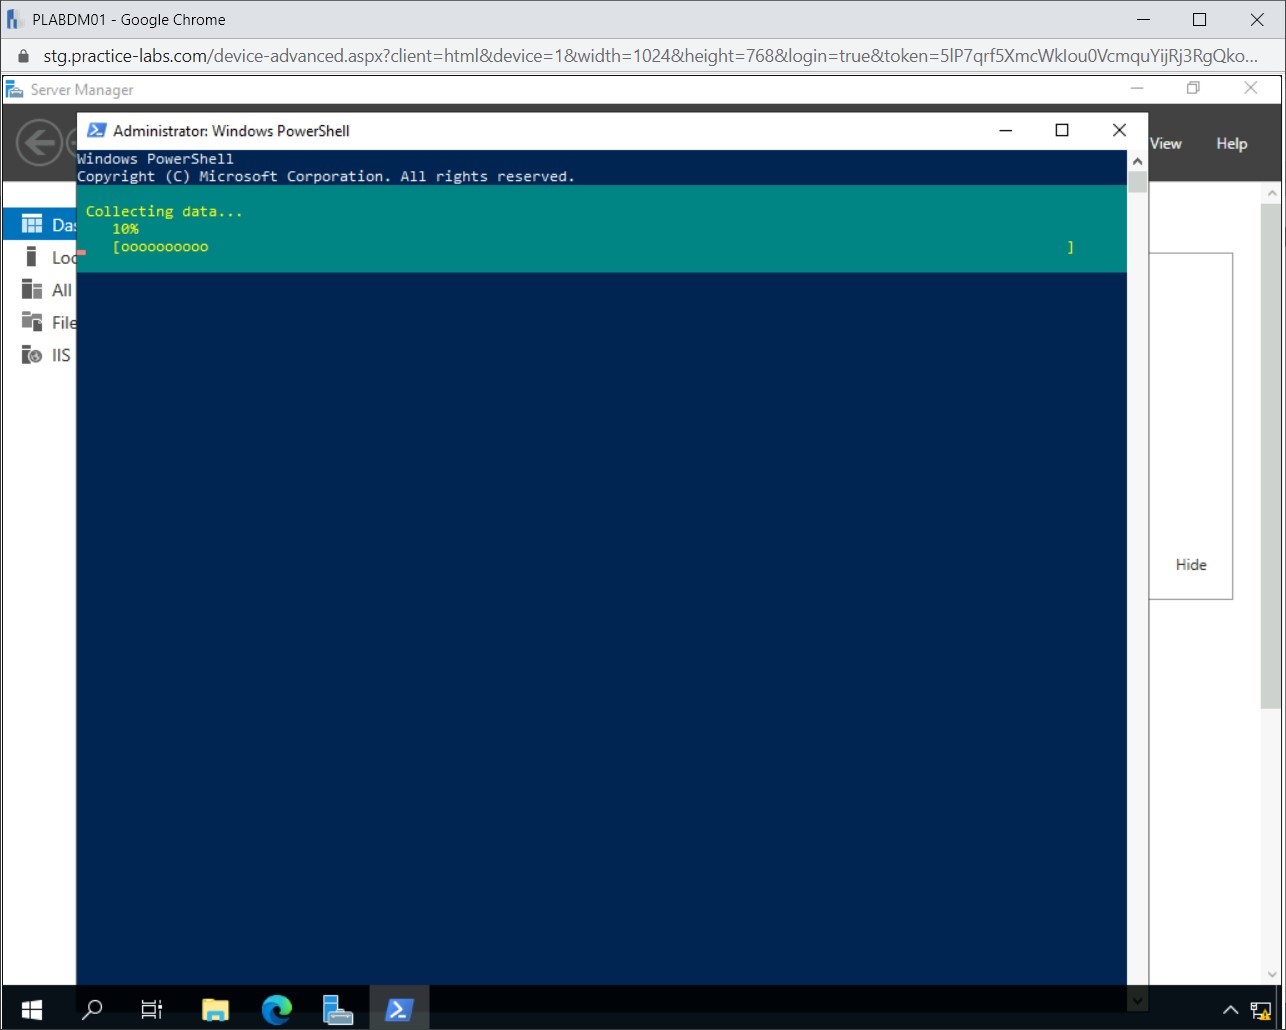 PLABDM01 - Google Chrome
stg.practice-labs.com/device-advanced.aspx?client=html&device=1&width=1024&height=768&login=true&token=5lP7qrf5XmcWkIou0VcmquYijRj3RgQko...
Server Manager
Administrator: Windows PowerShell
View Help
Windows PowerShell
Copyright (C) Microsoft Corporation. All rights reserved.
Collecting data...
10%
[oooooooooo ]
Das
Loc
All
File
IIS
Hide